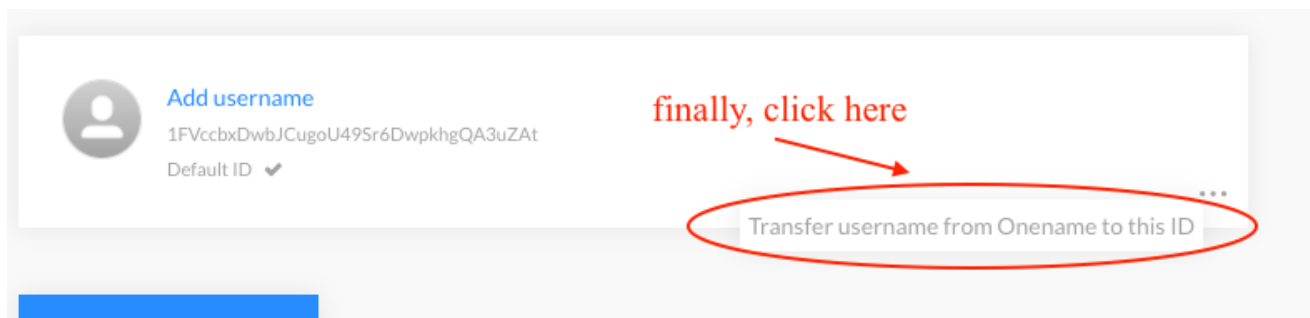 Add username
finally, click here
1FVccbxDwbJCugoU49Sr6DwpkhgQA3uZAt
Default ID
Transfer username from Onename to this ID